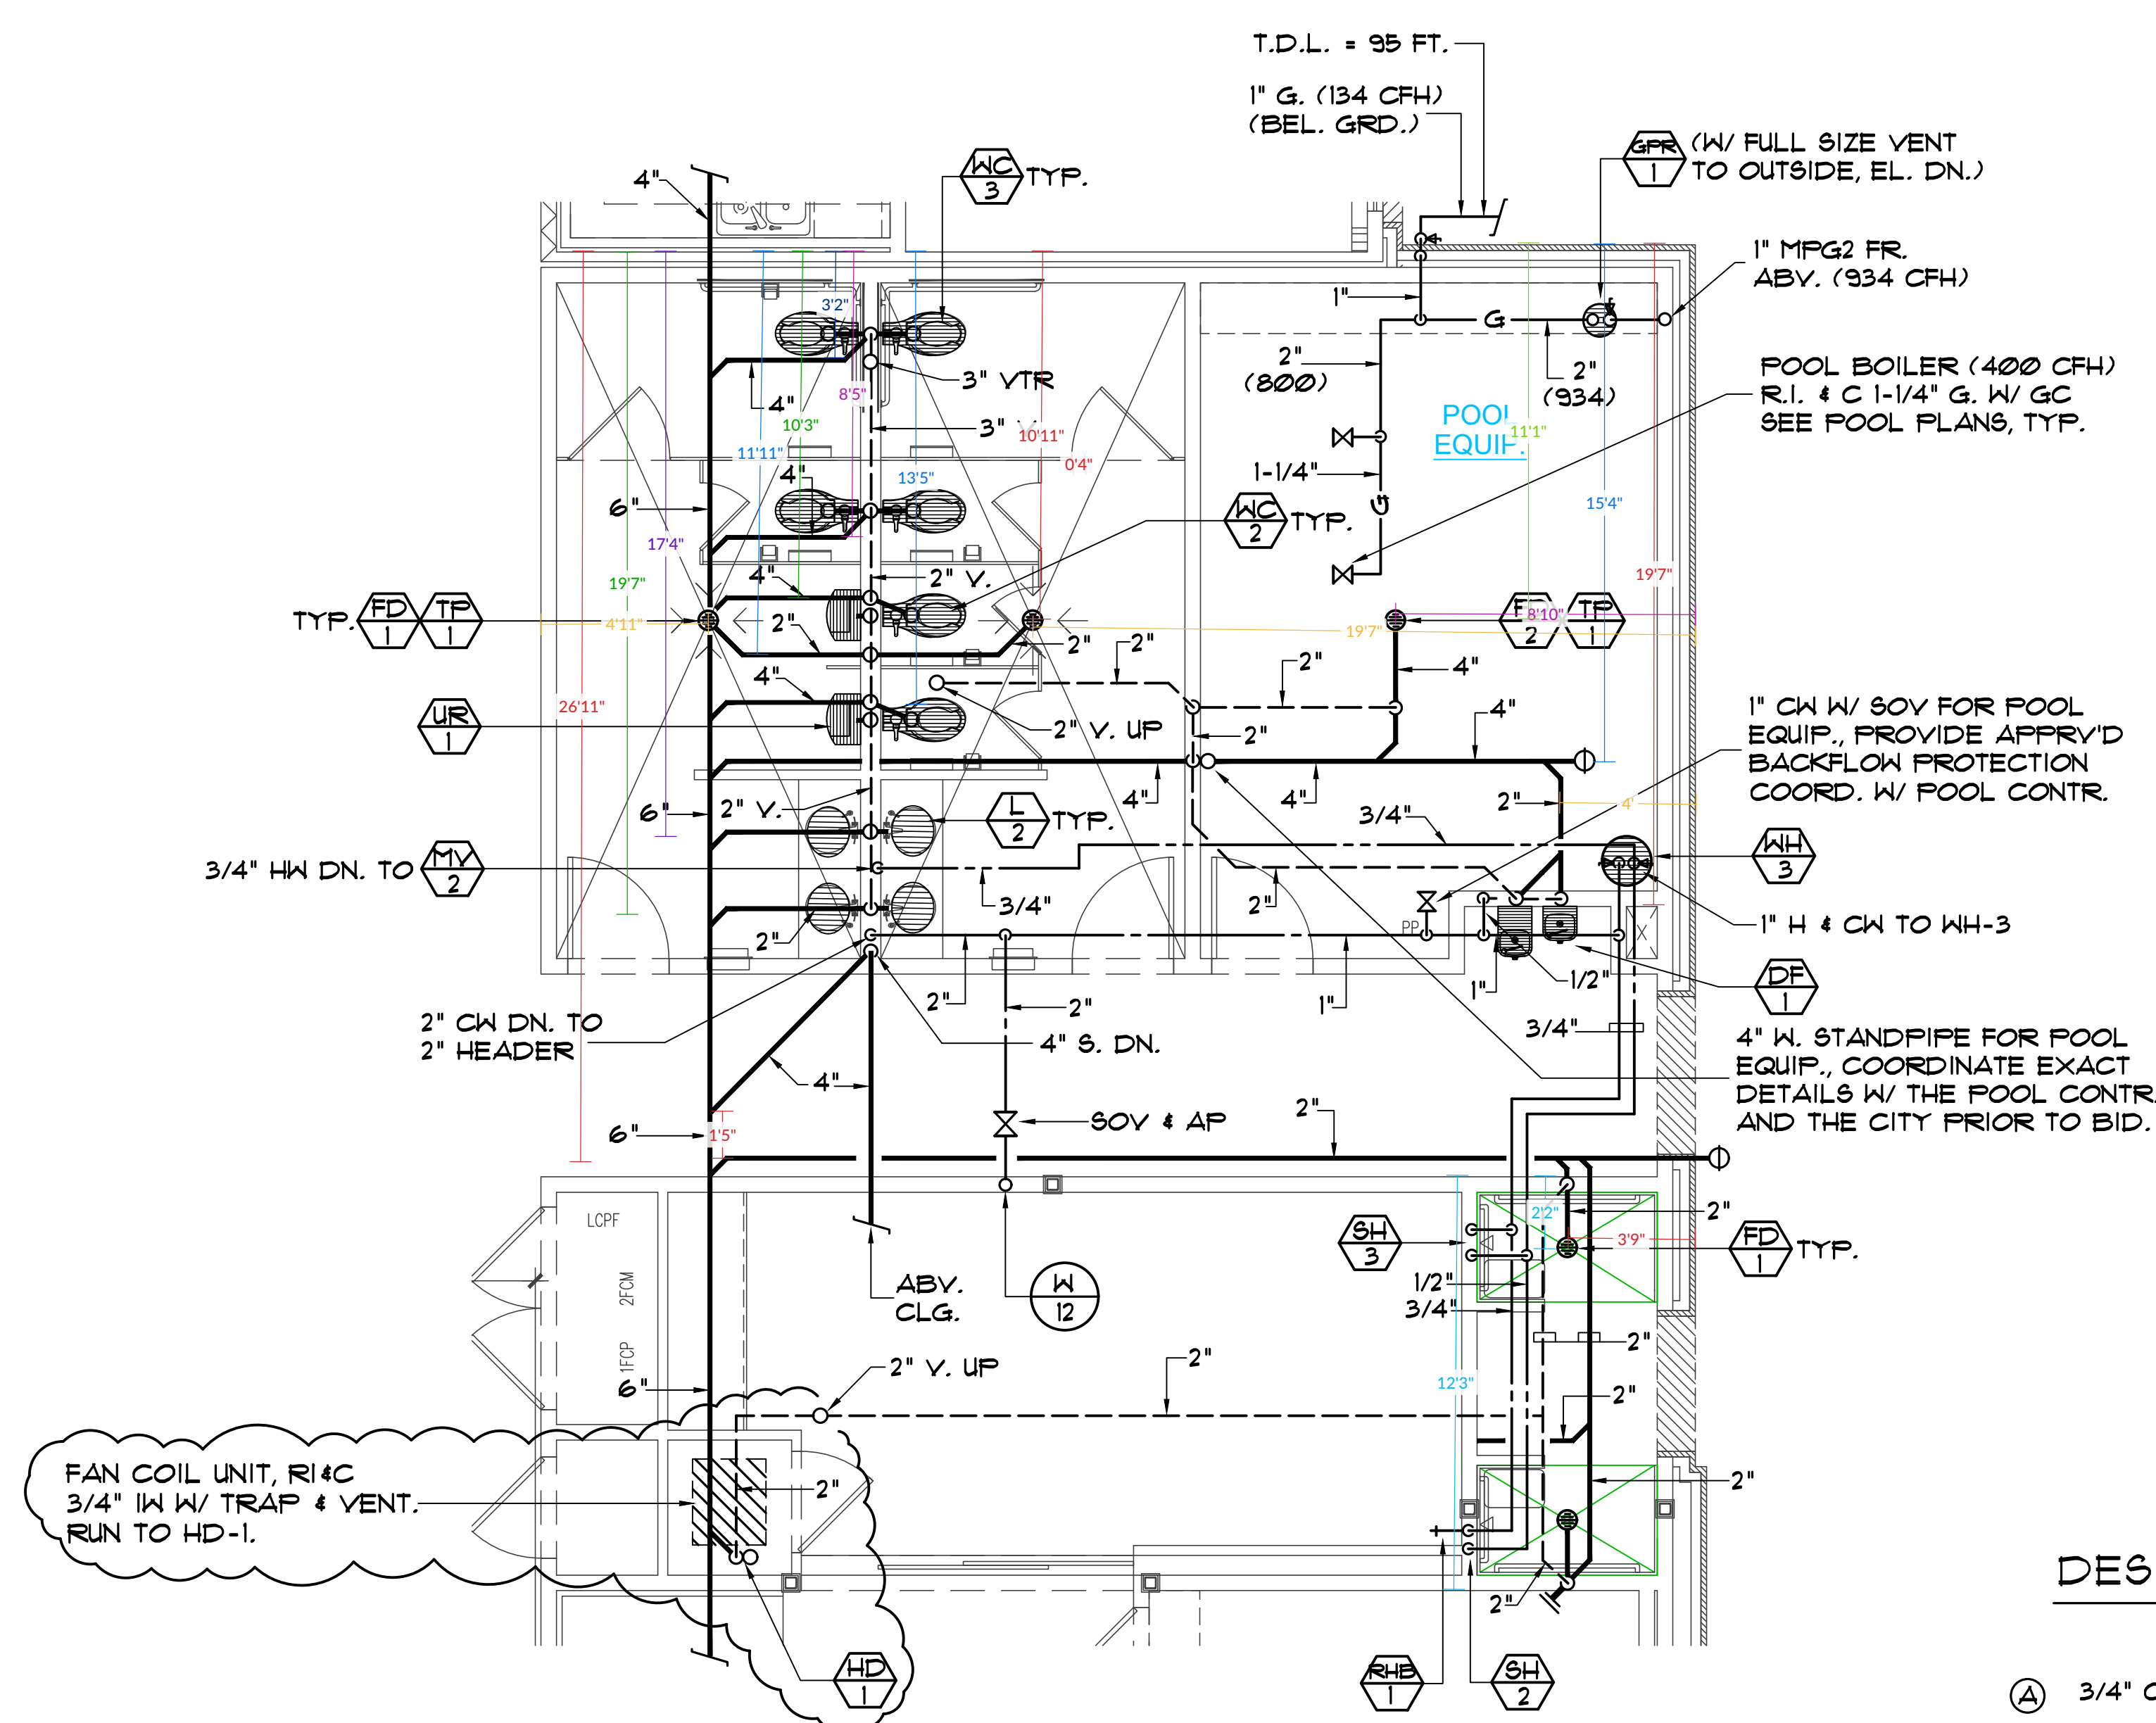 T.D.L. = 95 FT.
1" G. (134 CFH)
(BEL. GRD.)
GPR
1
(W/ FULL SIZE VENT
TO OUTSIDE, EL. DN.)
4"
WC
3
TYP.
1" MPG2 FR.
ABV. (934 CFH)
3'2"
1"
G
2"
(800)
2"
(934)
POOL BOILER (400 CFH)
R.I. & C 1-1/4" G. W/ GC
SEE POOL PLANS, TYP.
3" VTR
4"
8'5"
10'3"
3"
10'11"
11'11"
0'4"
POOL
EQUIP.
11'1"
4"
13'5"
1-1/4"
G
15'4"
6"
WC
2
TYP.
17'4"
19'7"
4"
2" V.
19'7"
TYP.
FD
1
TP
1
4'11"
2"
2"
19'7"
8'10"
2
TP
1
2"
2"
4"
4"
26'11"
UR
1
2" V. UP
2"
4"
1" CW W/ SOV FOR POOL
EQUIP., PROVIDE APPRV'D
BACKFLOW PROTECTION
COORD. W/ POOL CONTR.
6"
2" V.
L
2
TYP.
4"
4"
3/4"
2"
4'
3/4" HW DN. TO
MV
2
WH
3
3/4"
2"
2"
PP
1" H & CW TO WH-3
2"
2"
1"
1"
1/2"
DF
1
2" CW DN. TO
2" HEADER
4" S. DN.
3/4"
4" W. STANDPIPE FOR POOL
EQUIP., COORDINATE EXACT
DETAILS W/ THE POOL CONTR.
AND THE CITY PRIOR TO BID.
4"
6"
1'5"
SOV & AP
2"
LCPF
2'2"
2"
SH
3
3'9"
FD
1
TYP.
2FCM
ABV.
CLG.
W
12
1/2"
3/4"
1FCP
2"
6"
2" V. UP
2"
12'3"
2"
FAN COIL UNIT, RI&C
3/4" IW W/ TRAP & VENT.
RUN TO HD-1.
2"
2"
2"
DES
HD
1
RHB
1
SH
2
A
3/4"